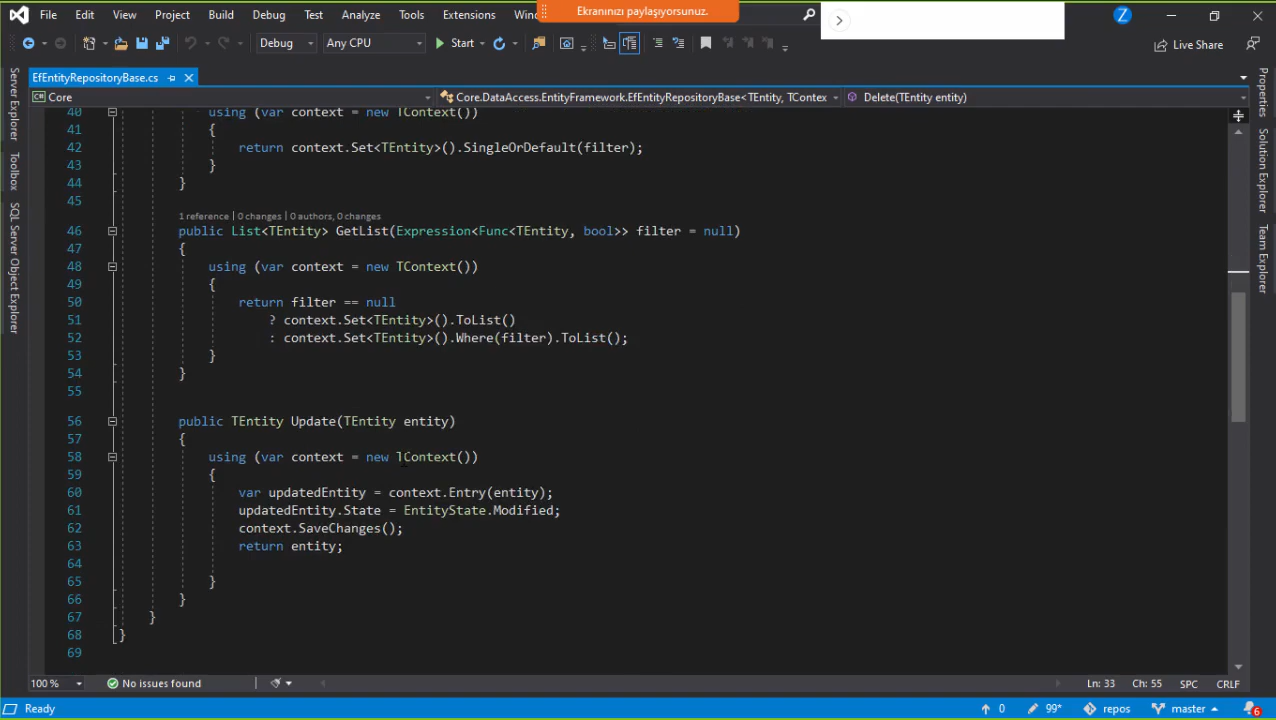 File Edit View Project Build Debug Test Analyze Tools Extensions Win
Ekranınızı paylaşıyorsunuz.
Z
Debug Any CPU Start Live Share
EfEntityRepositoryBase.cs
Core Core.DataAccess.EntityFramework.EfEntityRepositoryBase<TEntity, TContex Delete(TEntity entity)
Server Explorer
Toolbox
SQL Server Object Explorer
40 using (var context = new TContext())
41 {
42 return context.Set<TEntity>().SingleOrDefault(filter);
43 }
44 }
45
1 reference | 0 changes | 0 authors, 0 changes
46 public List<TEntity> GetList(Expression<Func<TEntity, bool>> filter = null)
47 {
48 using (var context = new TContext())
49 {
50 return filter == null
51 ? context.Set<TEntity>().ToList()
52 : context.Set<TEntity>().Where(filter).ToList();
53 }
54 }
55
56 public TEntity Update(TEntity entity)
57 {
58 using (var context = new TContext())
59 {
60 var updatedEntity = context.Entry(entity);
61 updatedEntity.State = EntityState.Modified;
62 context.SaveChanges();
63 return entity;
64
65 }
66 }
67 }
68 }
69
Properties
Solution Explorer
Team Explorer
100 % No issues found Ln: 33 Ch: 55 SPC CRLF
Ready 0 99* repos master 6